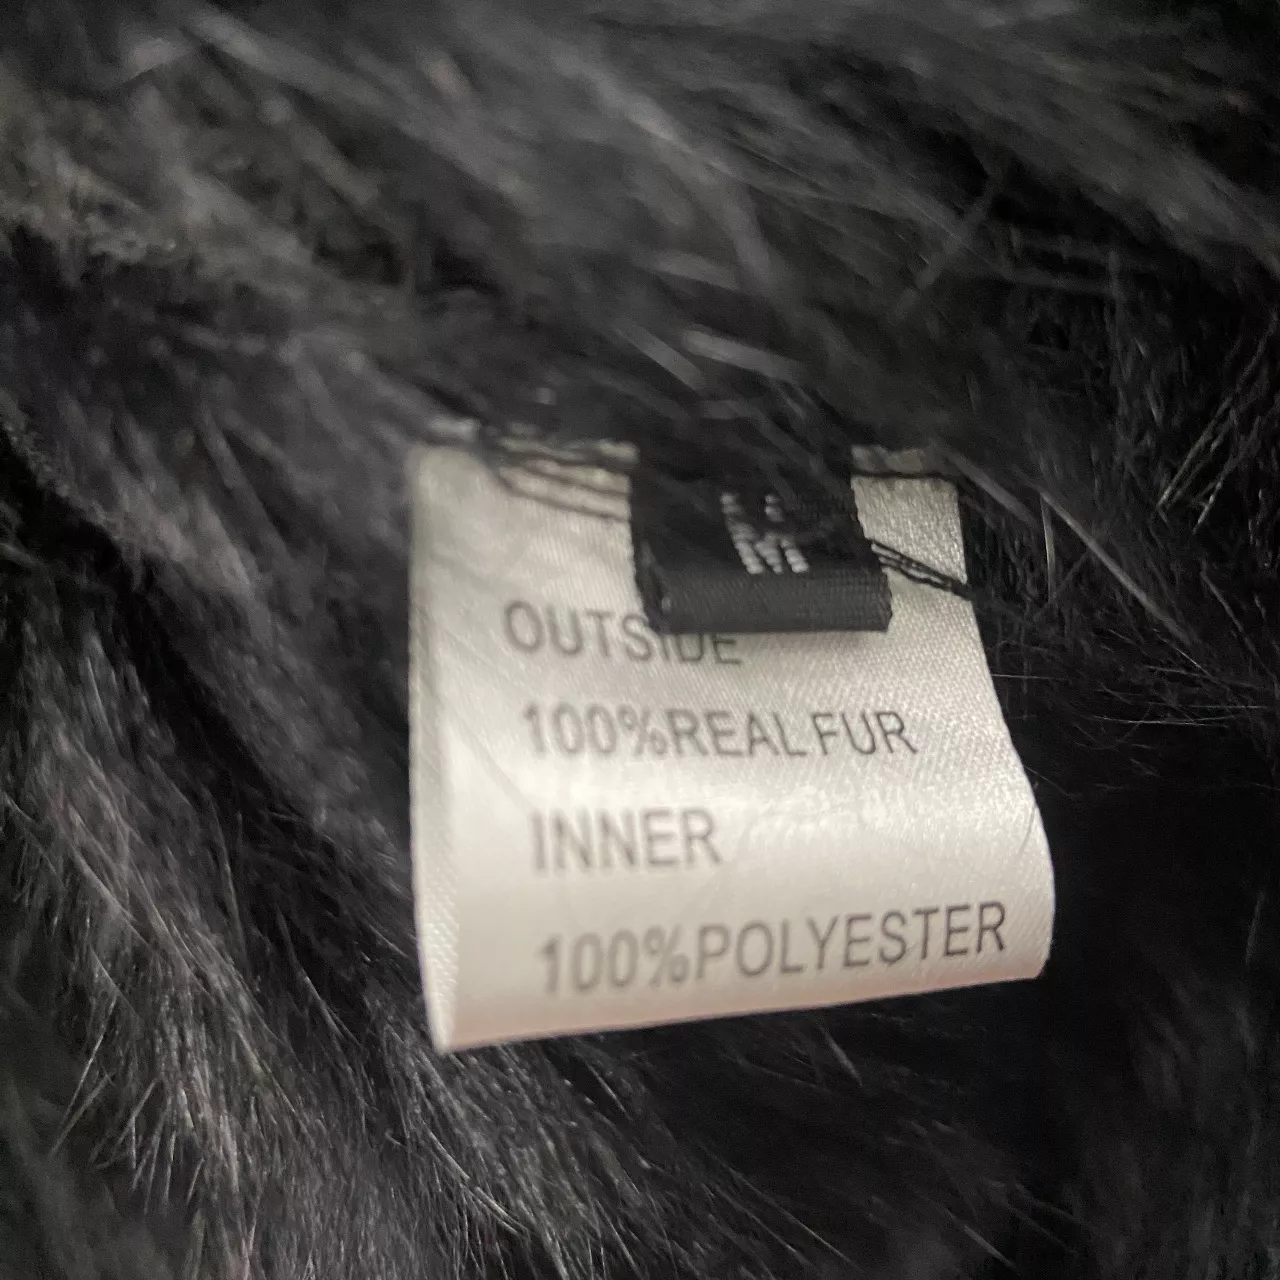 OUTSIDE
100%REAL FUR
INNER
100%POLYESTER